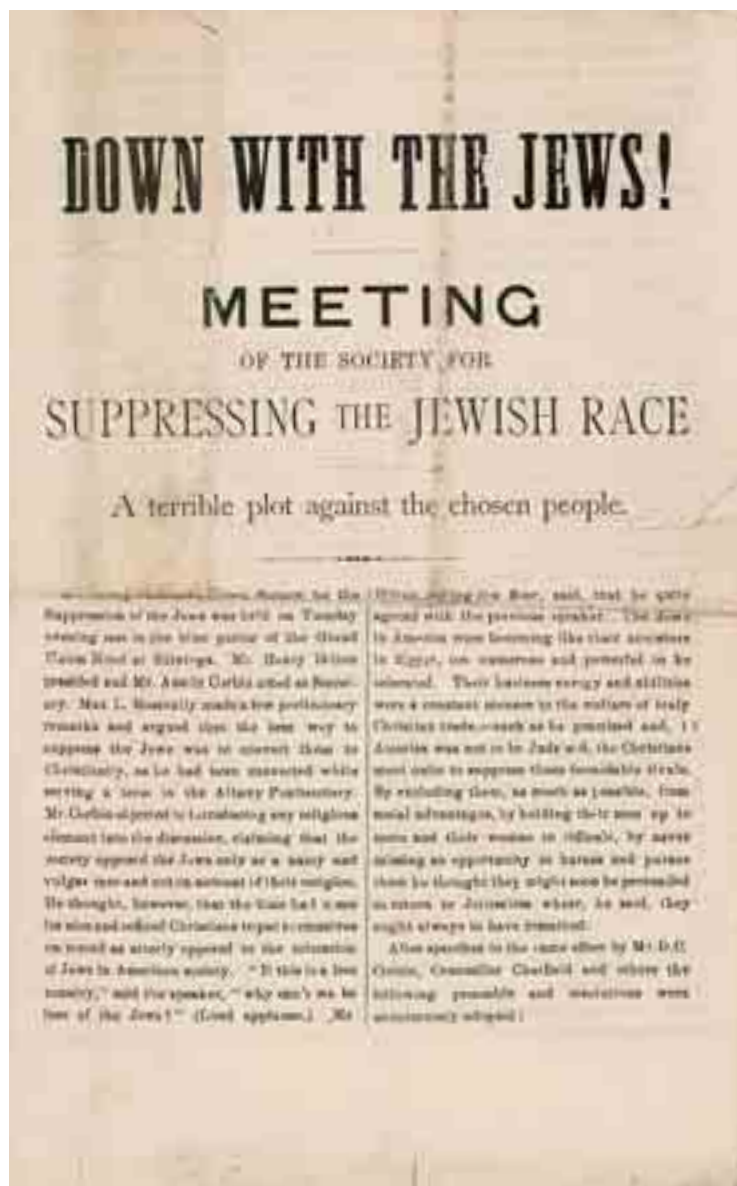 DOWN WITH THE JEWS!
MEETING
OF THE SOCIETY FOR
SUPPRESSING THE JEWISH RACE
A terrible plot against the chosen people.
the
Suppression of the Jews was held on Tuesday
evening last in the blue parlor of the Grand
Union Hotel at Saratoga. Mr. Henry Hilton
presided and Mr. Austin Corbin acted as Secret-
ary. Max L. made a few preliminary
remarks and argued that the best way to
suppress the Jews was to convert them to
Christianity, as he had been converted while
serving a term in the Albany Penitentiary.
Mr. Corbin objected to introducing any religious
element into the discussion, claiming that the
society opposed the Jews only as a and
vulgar race and not on account of their religion.
He thought, however, that the time had come
for nice and refined Christians to put themselves
on record as utterly opposed to the
of Jews in American society. "If this is a free
country," said the speaker, "why can't we be
free of the Jews?" (Loud applause.) Mr
Hilton, the floor, said, that he quite
agreed with the previous speaker. The Jews
in America were becoming like their ancestors
in Egypt, too numerous and powerful to be
tolerated. Their business energy and abilities
were a constant menace to the welfare of truly
Christian trade,—such as he practised and, if
America was not to be the Christians
must unite to suppress these formidable rivals.
By excluding them, as much as possible, from
social advantages, by holding their men up to
scorn and their women to ridicule, by never
missing an opportunity to harass and
them he thought they might soon be persuaded
to return to Jerusalem where, he said, they
ought always to have remained.
After speeches to the same effect by Mr. D. C.
Corbin, Councillor Chatfield and others the
following preamble and resolutions were
unanimously adopted: